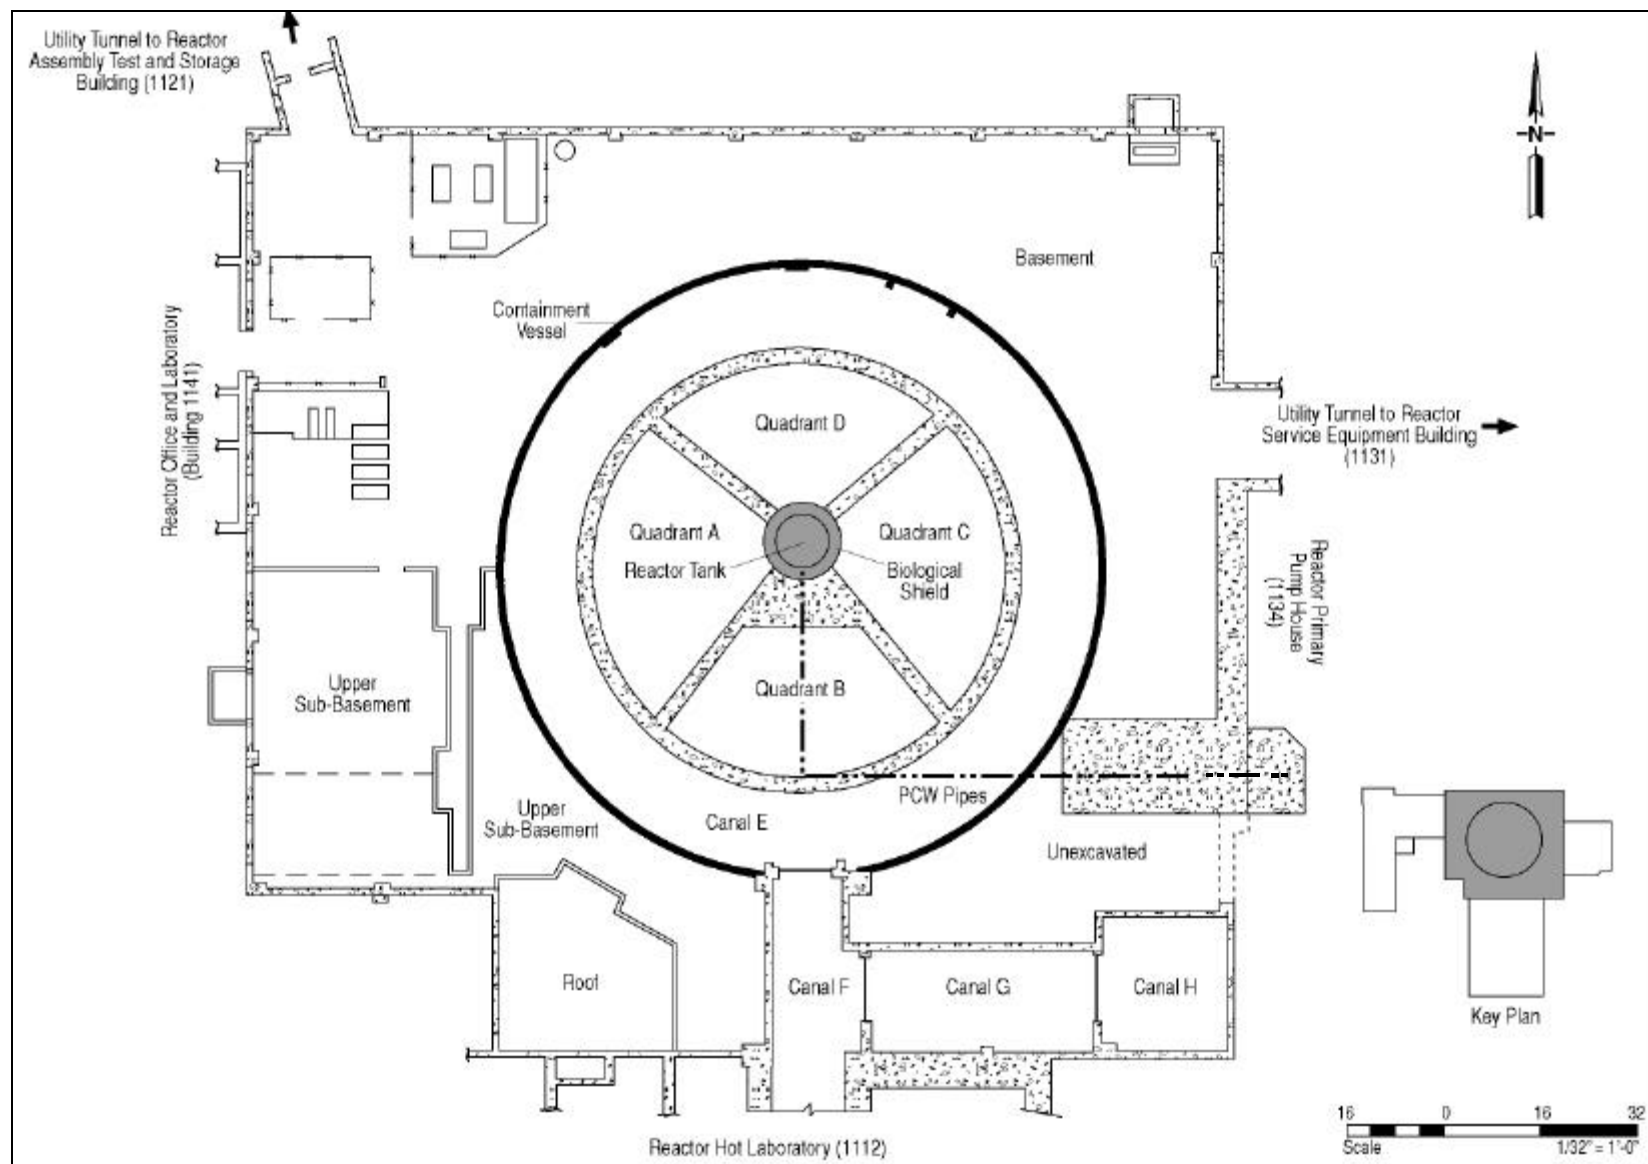 Utility Tunnel to Reactor
Assembly Test and Storage
Building (1121)
N
Basement
Containment
Vessel
Reactor Office and Laboratory
(Building 1141)
Quadrant D
Utility Tunnel to Reactor
Service Equipment Building
(1131)
Quadrant A
Quadrant C
Reactor Tank
Biological
Shield
Reactor Primary
Pump House
(1134)
Upper
Sub-Basement
Quadrant B
PCW Pipes
Upper
Sub-Basement
Canal E
Unexcavated
Roof
Canal F
Canal G
Canal H
Key Plan
16 0 16 32
Scale 1/32" = 1'-0"
Reactor Hot Laboratory (1112)